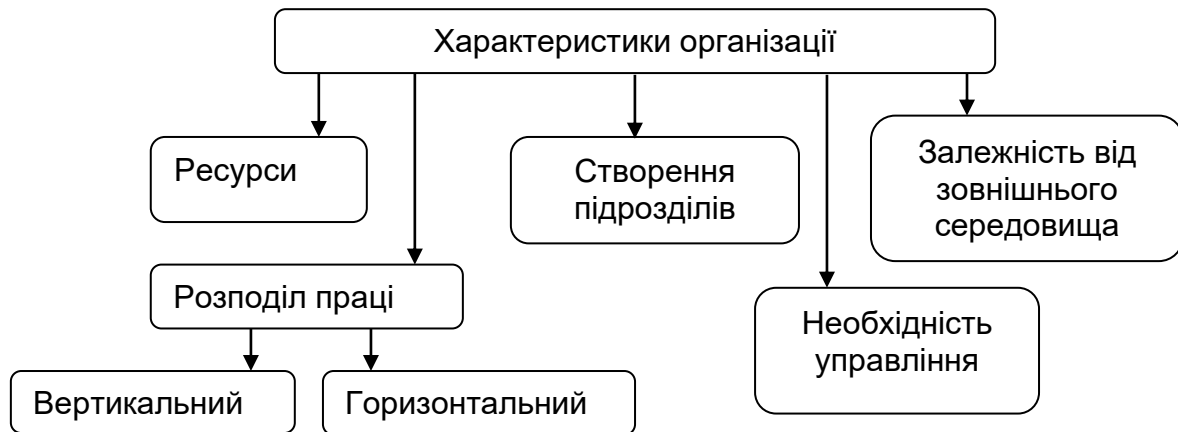 Характеристики організації
Ресурси
Створення
підрозділів
Залежність від
зовнішнього
середовища
Розподіл праці
Необхідність
управління
Вертикальний
Горизонтальний